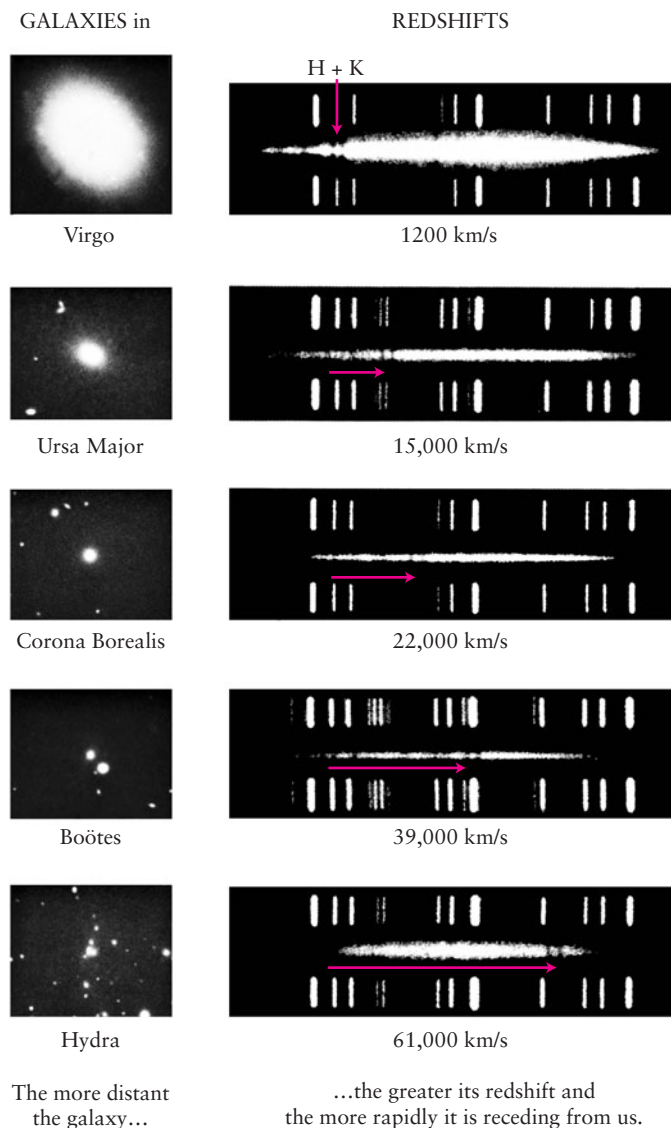 GALAXIES in
REDSHIFTS
H + K
Virgo
1200 km/s
Ursa Major
15,000 km/s
Corona Borealis
22,000 km/s
Boötes
39,000 km/s
Hydra
61,000 km/s
The more distant
the galaxy…
…the greater its redshift and
the more rapidly it is receding from us.